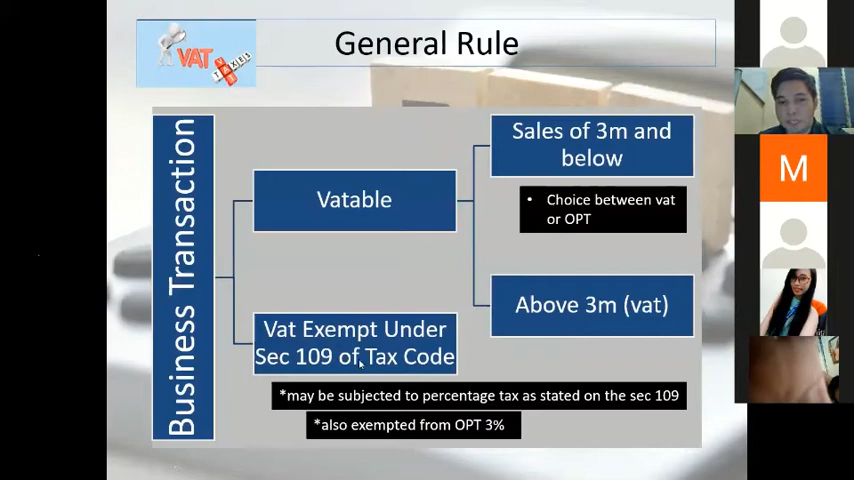 General Rule
VAT
TAXES
Business Transaction
Vatable
Sales of 3m and
below
• Choice between vat
or OPT
Above 3m (vat)
Vat Exempt Under
Sec 109 of Tax Code
*may be subjected to percentage tax as stated on the sec 109
*also exempted from OPT 3%
M